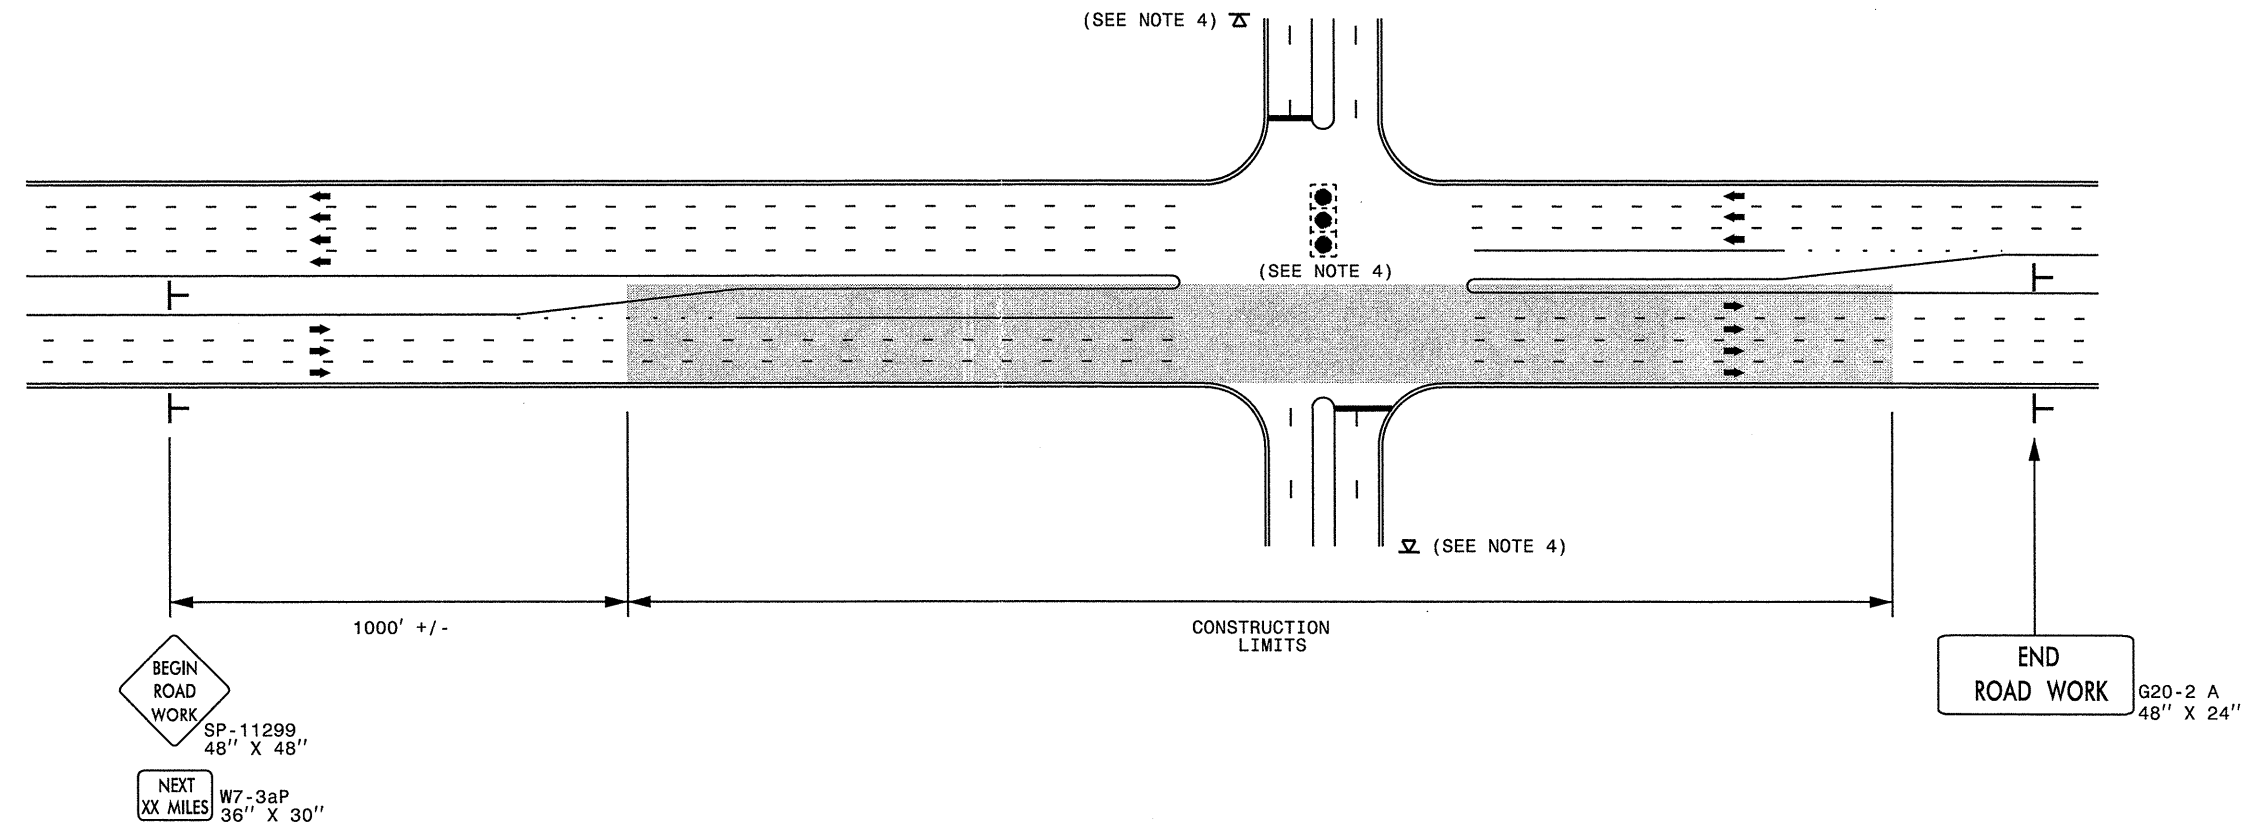 (SEE NOTE 4)
(SEE NOTE 4)
(SEE NOTE 4)
1000' +/-
CONSTRUCTION
LIMITS
BEGIN
ROAD
WORK
SP-11299
48" X 48"
NEXT
XX MILES
W7-3aP
36" X 30"
END
ROAD WORK
G20-2 A
48" X 24"